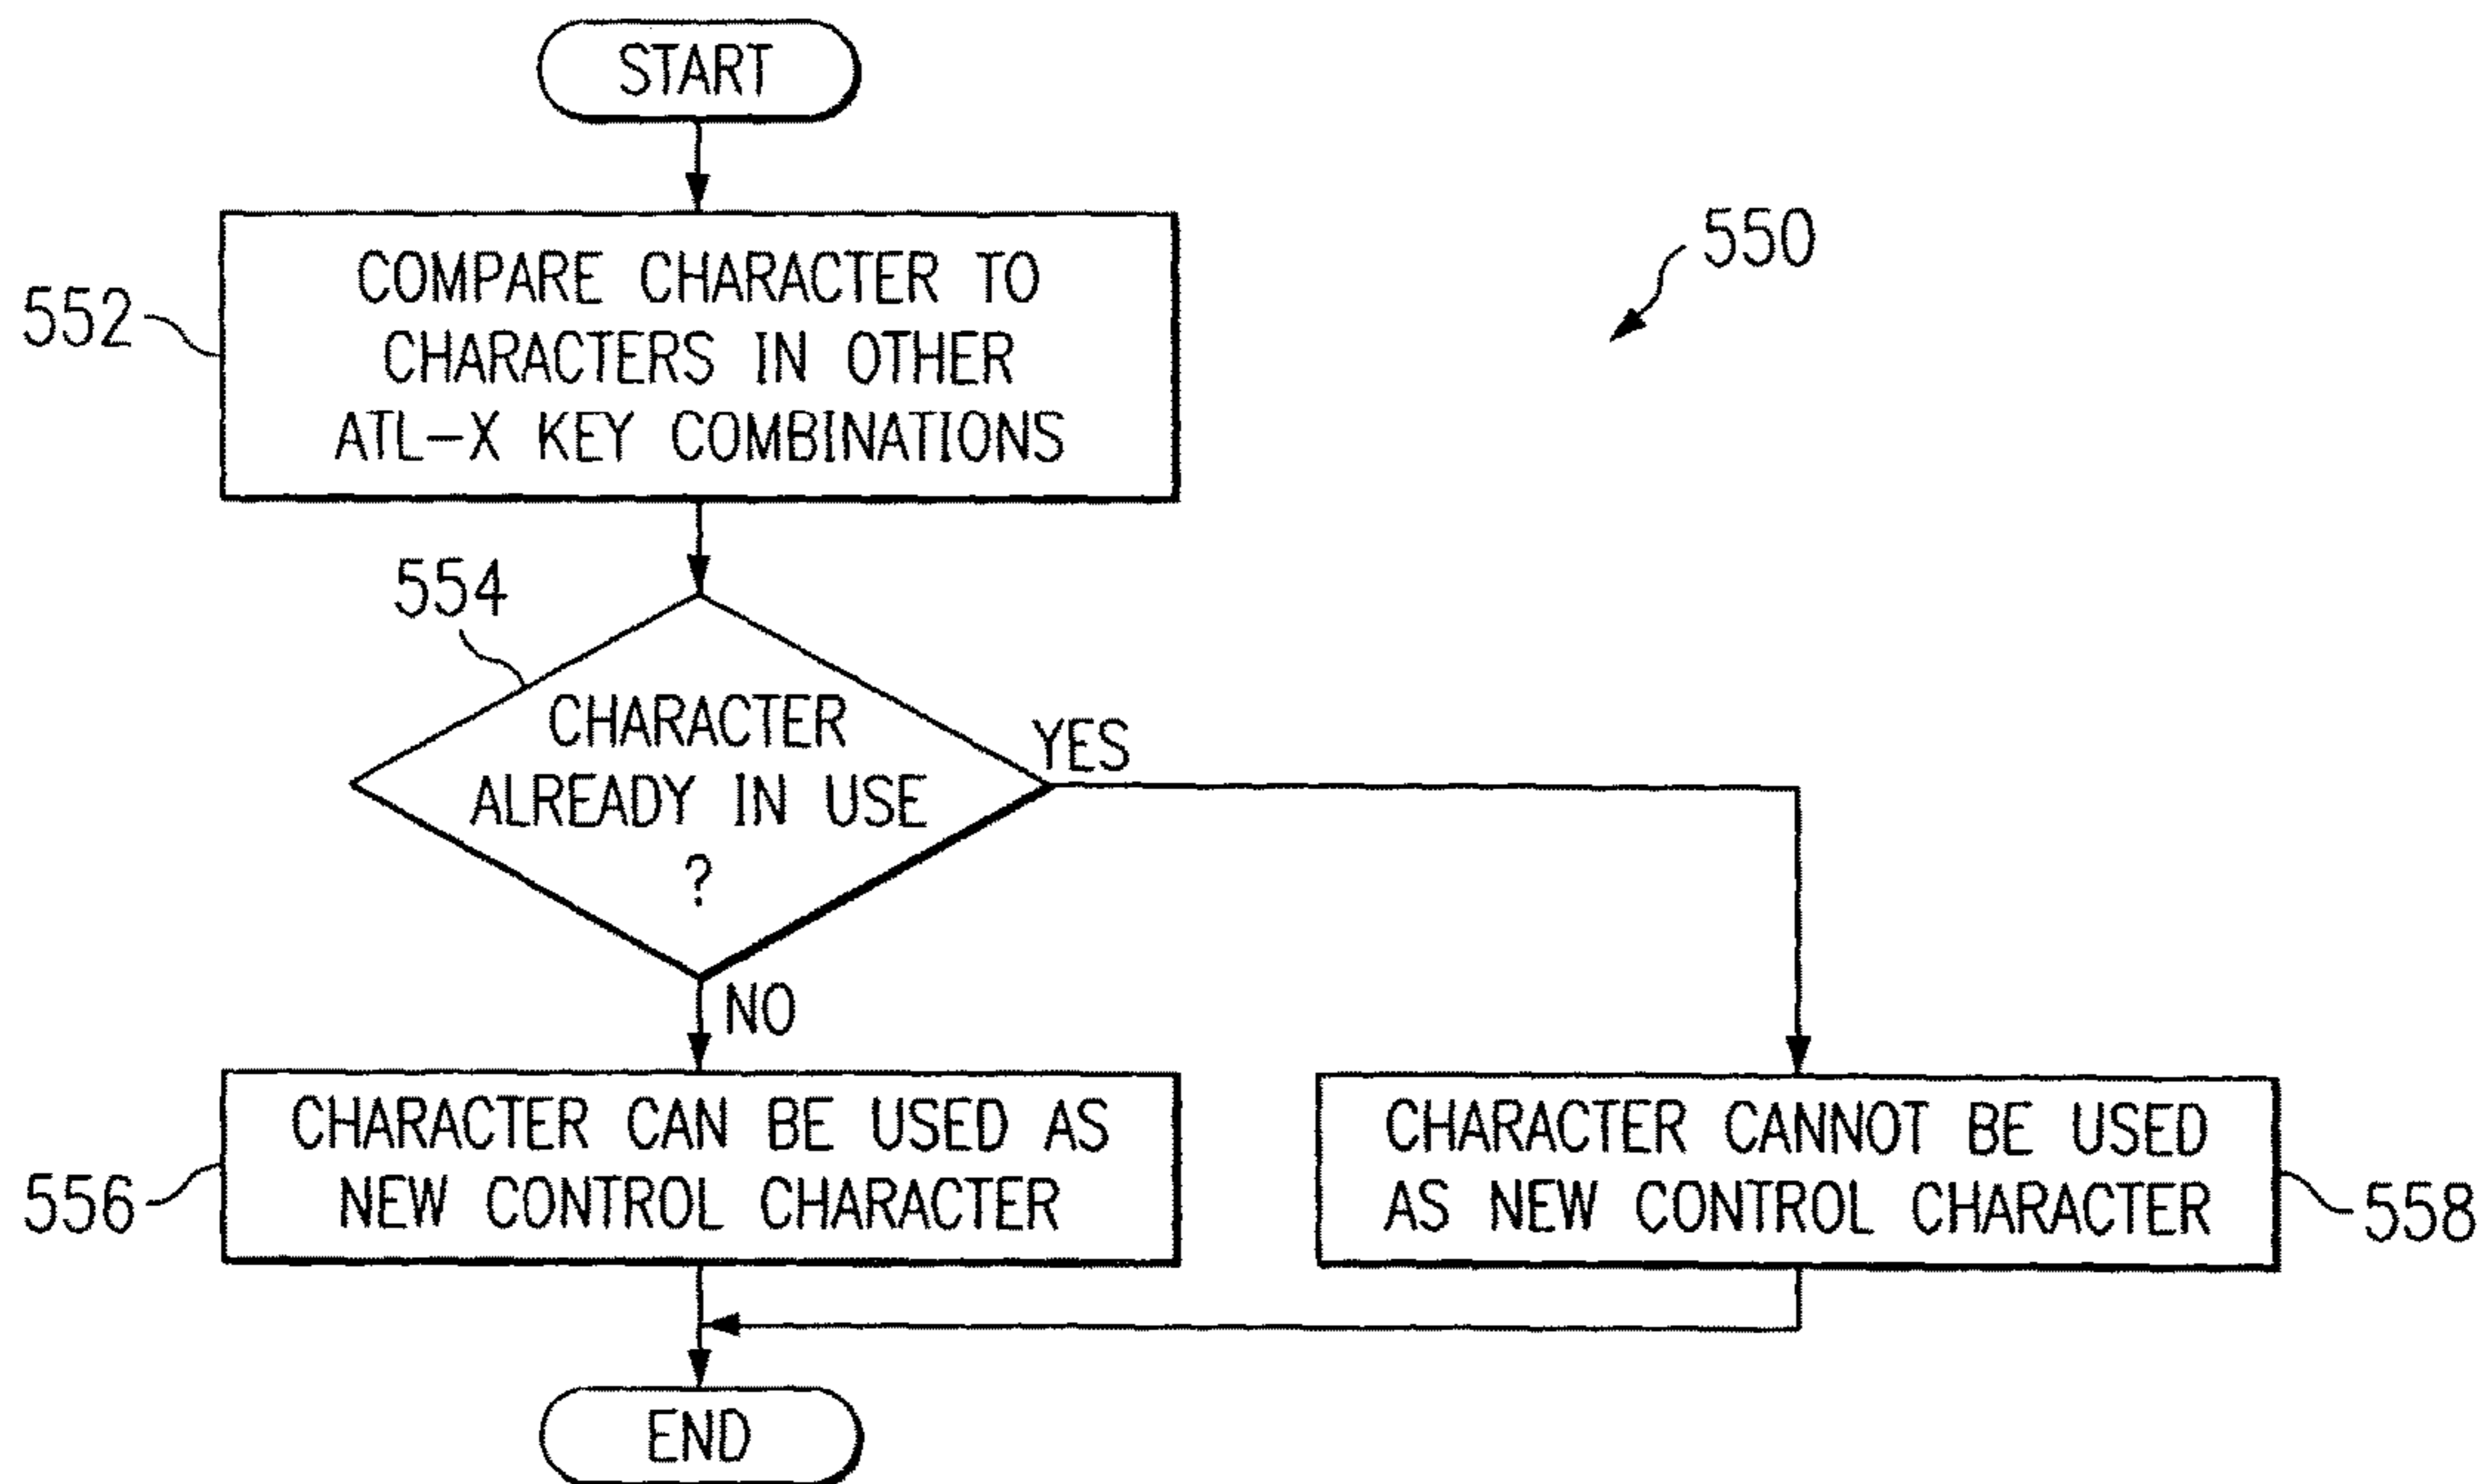 START
550
552
COMPARE CHARACTER TO
CHARACTERS IN OTHER
ATL-X KEY COMBINATIONS
554
CHARACTER
ALREADY IN USE
?
YES
NO
556
CHARACTER CAN BE USED AS
NEW CONTROL CHARACTER
CHARACTER CANNOT BE USED
AS NEW CONTROL CHARACTER
558
END